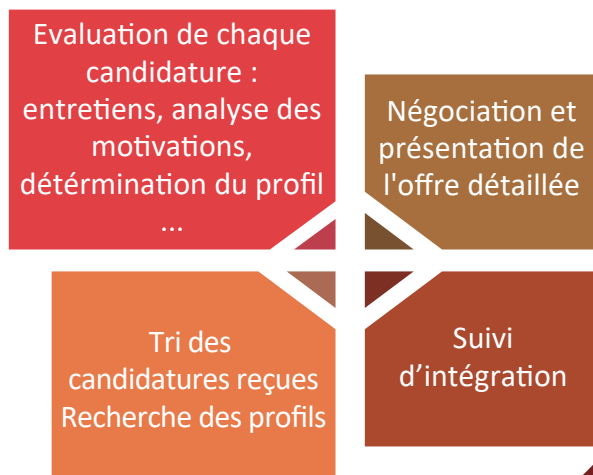 Evaluation de chaque
candidature :
entretiens, analyse des
motivations,
détérmination du profil
...
Négociation et
présentation de
l'offre détaillée
Tri des
candidatures reçues
Recherche des profils
Suivi
d’intégration